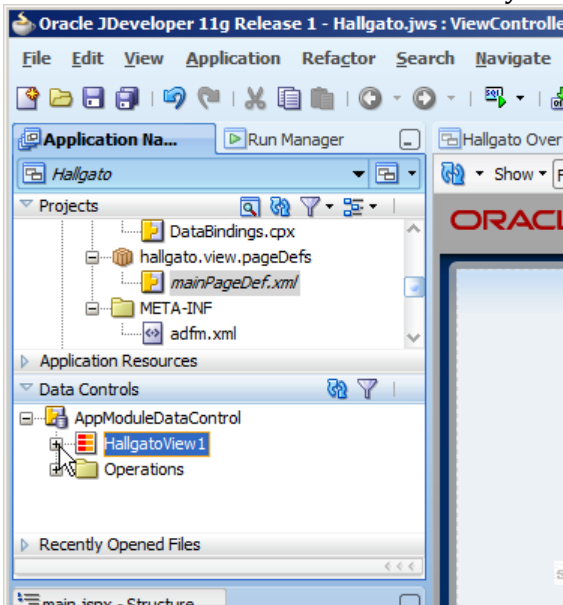 Oracle JDeveloper 11g Release 1 - Hallgato.jws : ViewControlle
File Edit View Application Refactor Search Navigate
Application Na... Run Manager Hallgato Over
Hallgato Show
Projects ORACL
DataBindings.cpx
hallgato.view.pageDefs
mainPageDef.xml
META-INF
adfm.xml
Application Resources
Data Controls
AppModuleDataControl
HallgatoView1
Operations
Recently Opened Files
main.jspx - Structure